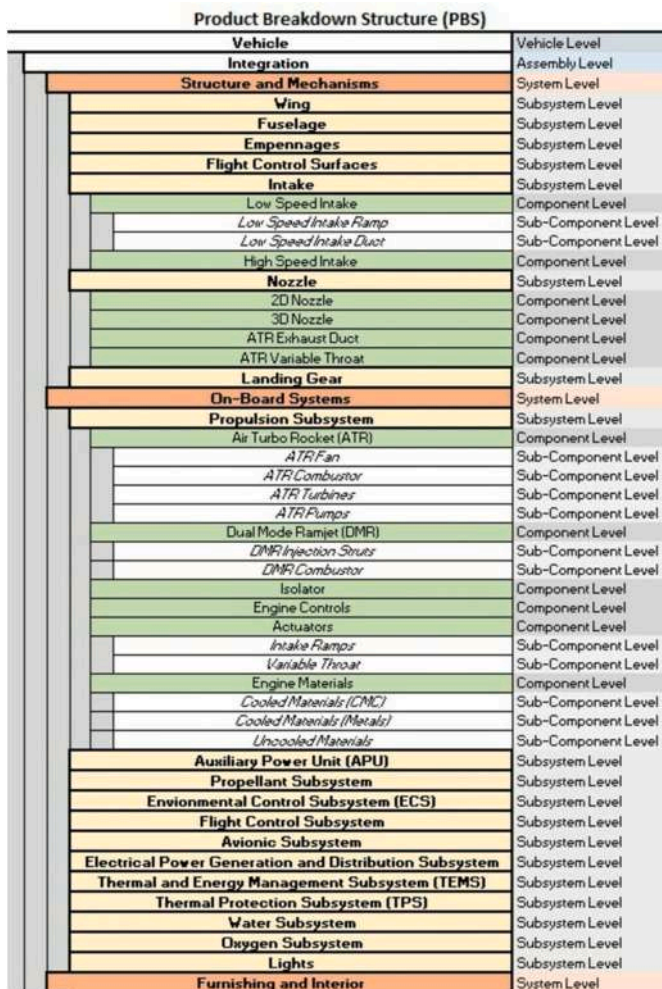 Product Breakdown Structure (PBS)
Vehicle Vehicle Level
Integration Assembly Level
Structure and Mechanisms System Level
Wing Subsystem Level
Fuselage Subsystem Level
Empennages Subsystem Level
Flight Control Surfaces Subsystem Level
Intake Subsystem Level
Low Speed Intake Component Level
Low Speed Intake Ramp Sub-Component Level
Low Speed Intake Duct Sub-Component Level
High Speed Intake Component Level
Nozzle Subsystem Level
2D Nozzle Component Level
3D Nozzle Component Level
ATR Exhaust Duct Component Level
ATR Variable Throat Component Level
Landing Gear Subsystem Level
On-Board Systems System Level
Propulsion Subsystem Subsystem Level
Air Turbo Rocket (ATR) Component Level
ATR Fan Sub-Component Level
ATR Combustor Sub-Component Level
ATR Turbines Sub-Component Level
ATR Pumps Sub-Component Level
Dual Mode Ramjet (DMR) Component Level
DMR Injection Struts Sub-Component Level
DMR Combustor Sub-Component Level
Isolator Component Level
Engine Controls Component Level
Actuators Component Level
Intake Ramps Sub-Component Level
Variable Throat Sub-Component Level
Engine Materials Component Level
Cooled Materials (CMC) Sub-Component Level
Cooled Materials (Metals) Sub-Component Level
Uncooled Materials Sub-Component Level
Auxiliary Power Unit (APU) Subsystem Level
Propellant Subsystem Subsystem Level
Envionmental Control Subsystem (ECS) Subsystem Level
Flight Control Subsystem Subsystem Level
Avionic Subsystem Subsystem Level
Electrical Power Generation and Distribution Subsystem Subsystem Level
Thermal and Energy Management Subsystem (TEMS) Subsystem Level
Thermal Protection Subsystem (TPS) Subsystem Level
Water Subsystem Subsystem Level
Oxygen Subsystem Subsystem Level
Lights Subsystem Level
Furnishing and Interior System Level